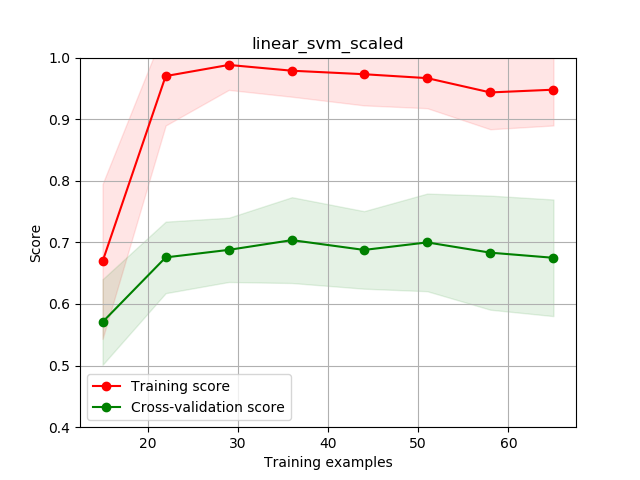 linear_svm_scaled
1.0
0.9
0.8
0.7
0.6
0.5
0.4
Score
Training score
Cross-validation score
20
30
40
50
60
Training examples